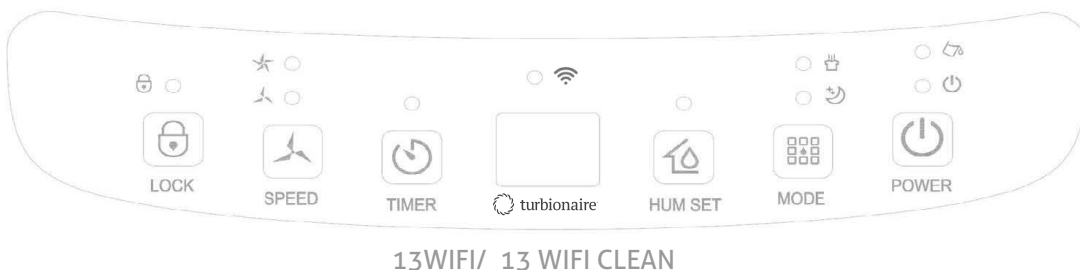 LOCK
SPEED
TIMER
turbionaire
HUM SET
MODE
POWER
13WIFI/ 13 WIFI CLEAN